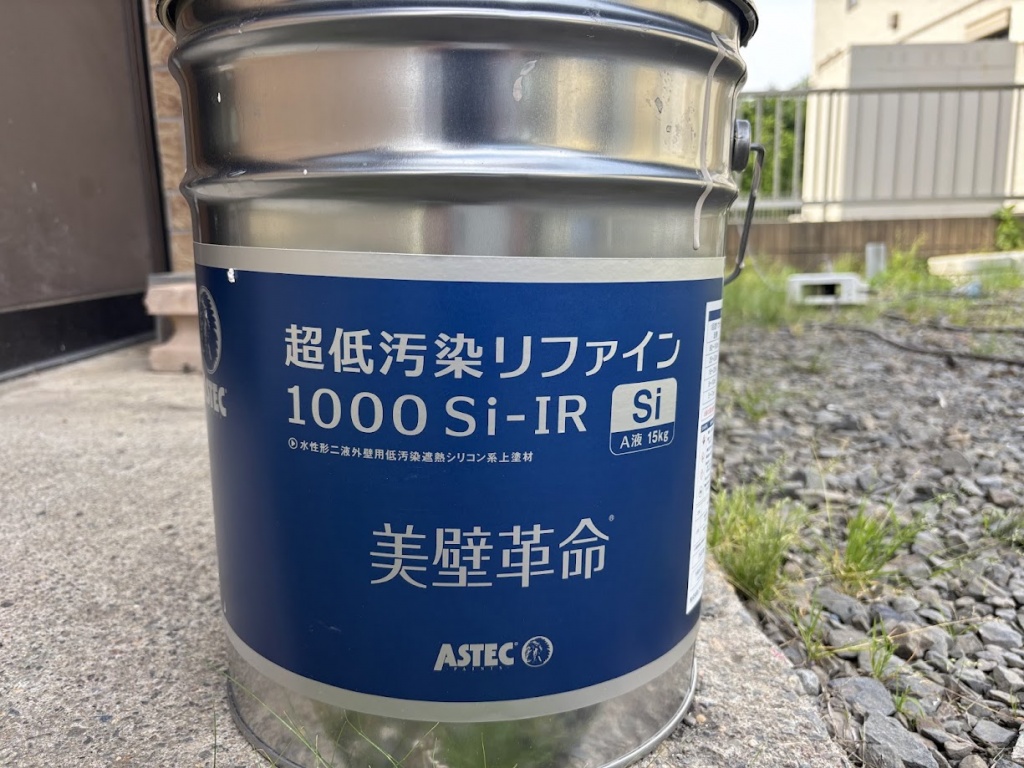 超低汚染リファイン
1000 Si-IR
Si
A液 15kg
水性形二液外壁用低汚染遮熱シリコン系上塗材
美壁革命®
ASTEC®
PAINTS